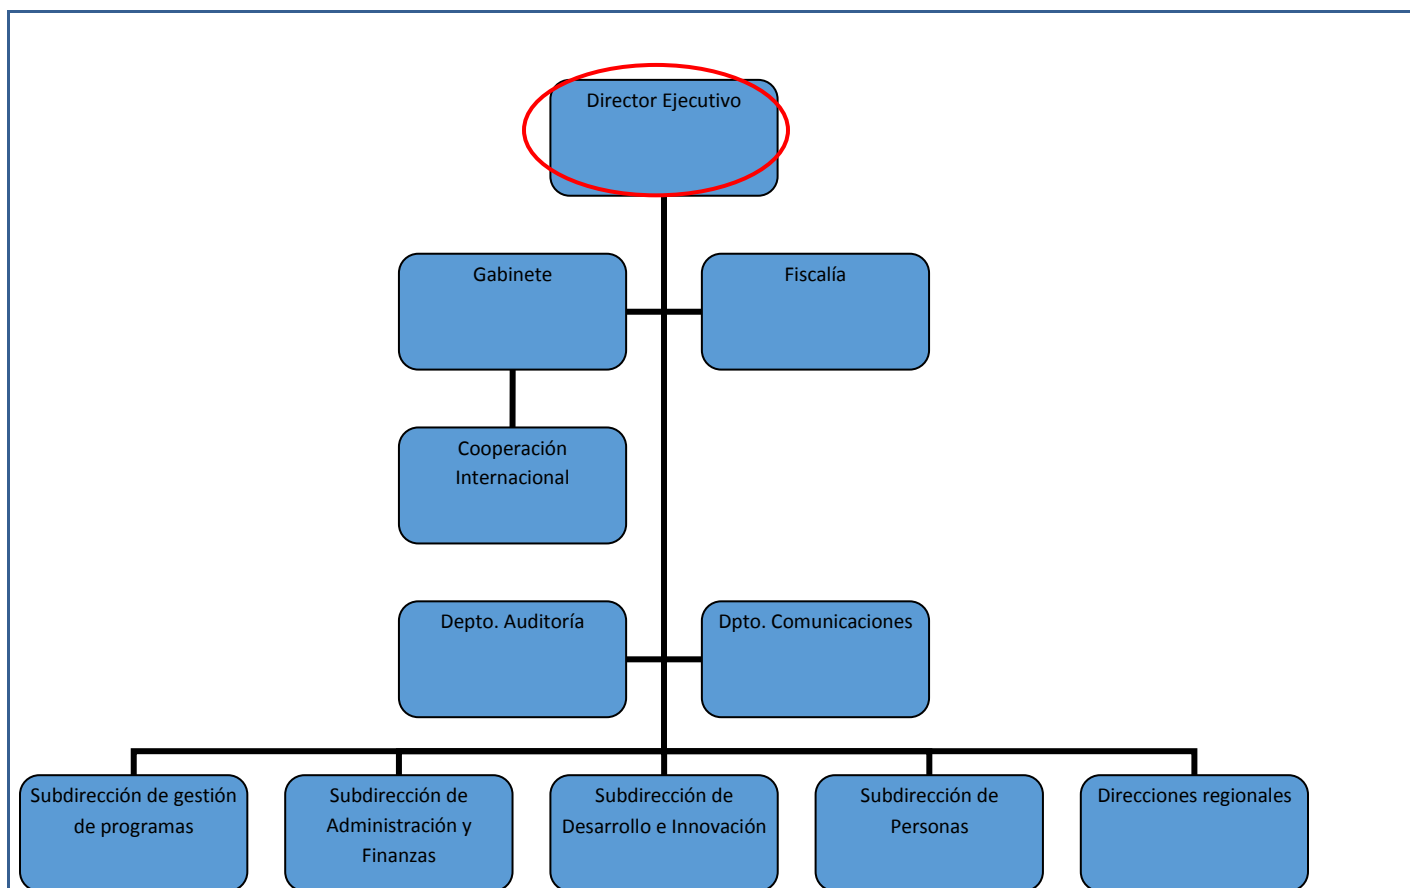 Director Ejecutivo
Gabinete
Fiscalía
Cooperación
Internacional
Depto. Auditoría
Dpto. Comunicaciones
Subdirección de gestión
de programas
Subdirección de
Administración y
Finanzas
Subdirección de
Desarrollo e Innovación
Subdirección de
Personas
Direcciones regionales